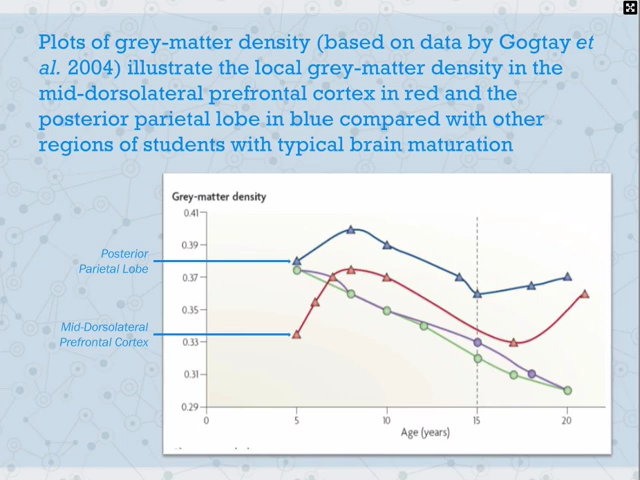 Plots of grey-matter density (based on data by Gogtay et
al. 2004) illustrate the local grey-matter density in the
mid-dorsolateral prefrontal cortex in red and the
posterior parietal lobe in blue compared with other
regions of students with typical brain maturation
Grey-matter density
0.41
0.39
Posterior
Parietal Lobe
0.37
0.35
Mid-Dorsolateral
Prefrontal Cortex
0.33
0.31
0.29
0 5 10 15 20
Age (years)